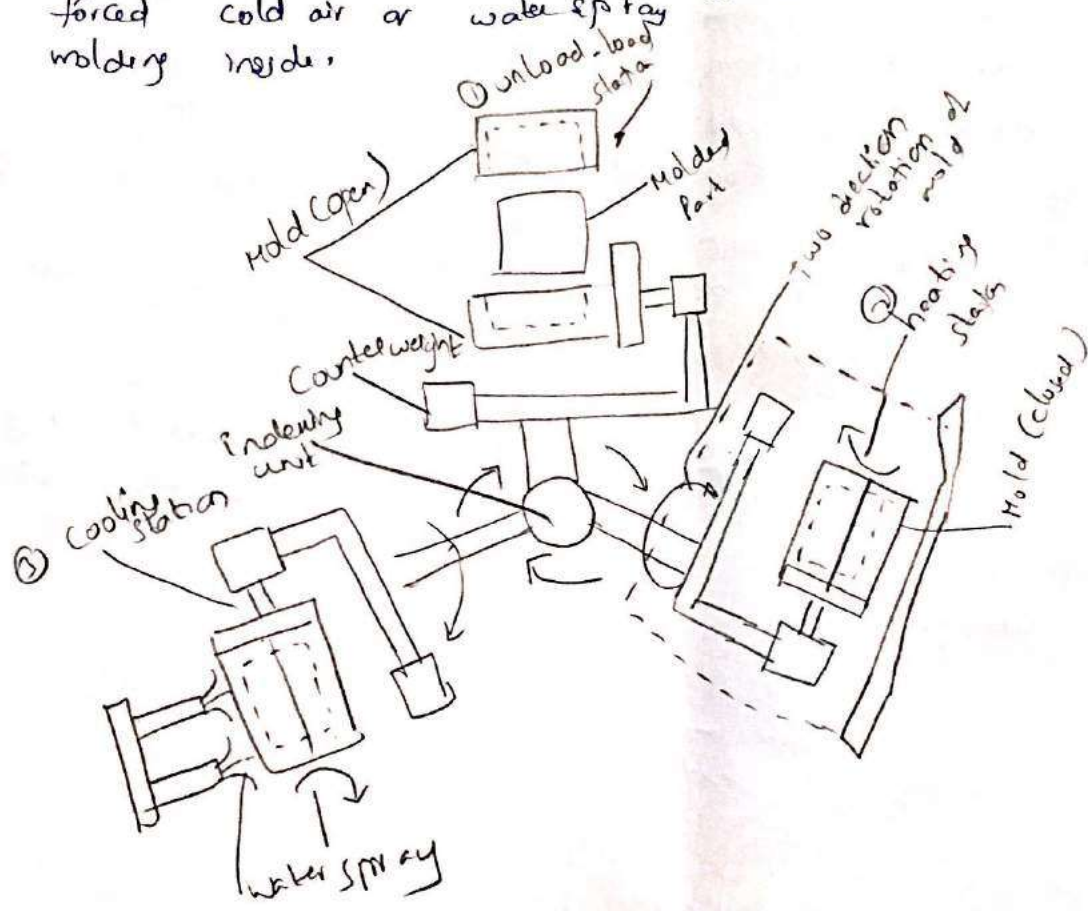 forced cold air or water spray
molding inside.
① unload-load
station
Mold (open)
Molded
Part
Two direction
rotation of
mold
② heating
station
Counterweight
Mold (closed)
indexing
unit
③ Cooling
station
water spray